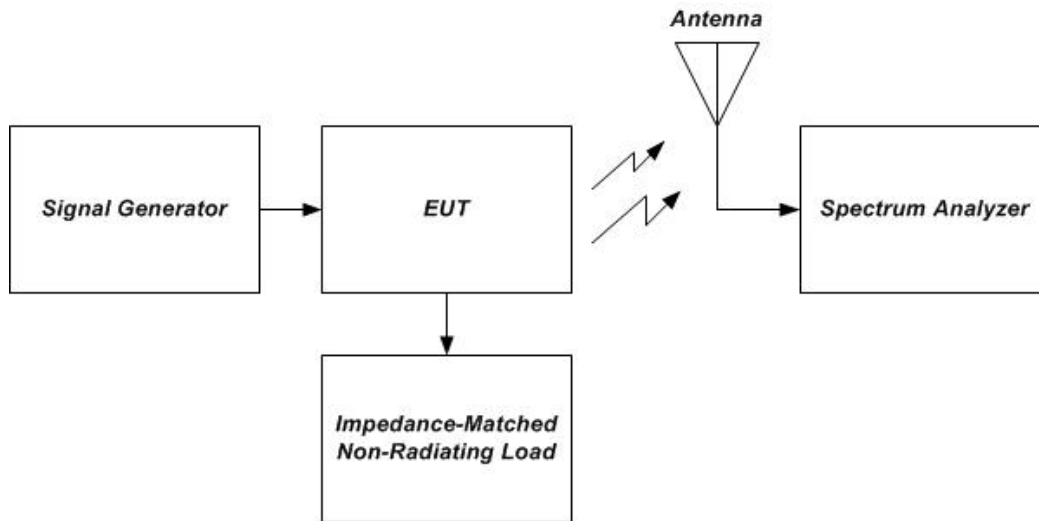 Antenna
Signal Generator
EUT
Spectrum Analyzer
Impedance-Matched
Non-Radiating Load